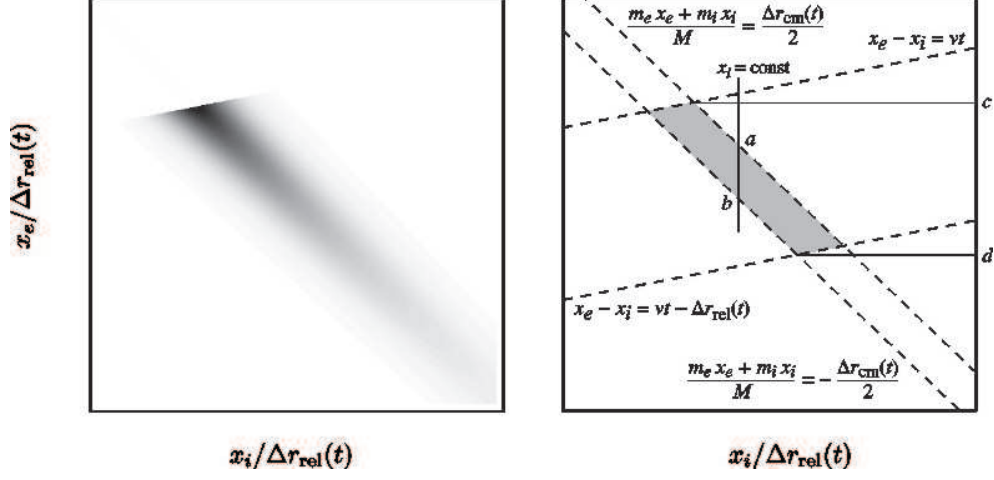 x_e/Δr_rel(t)
x_i/Δr_rel(t)
(m_e x_e + m_i x_i)/M = Δr_cm(t)/2
x_e − x_i = vt
x_i = const
c
a
b
d
x_e − x_i = vt − Δr_rel(t)
(m_e x_e + m_i x_i)/M = − Δr_cm(t)/2
x_i/Δr_rel(t)